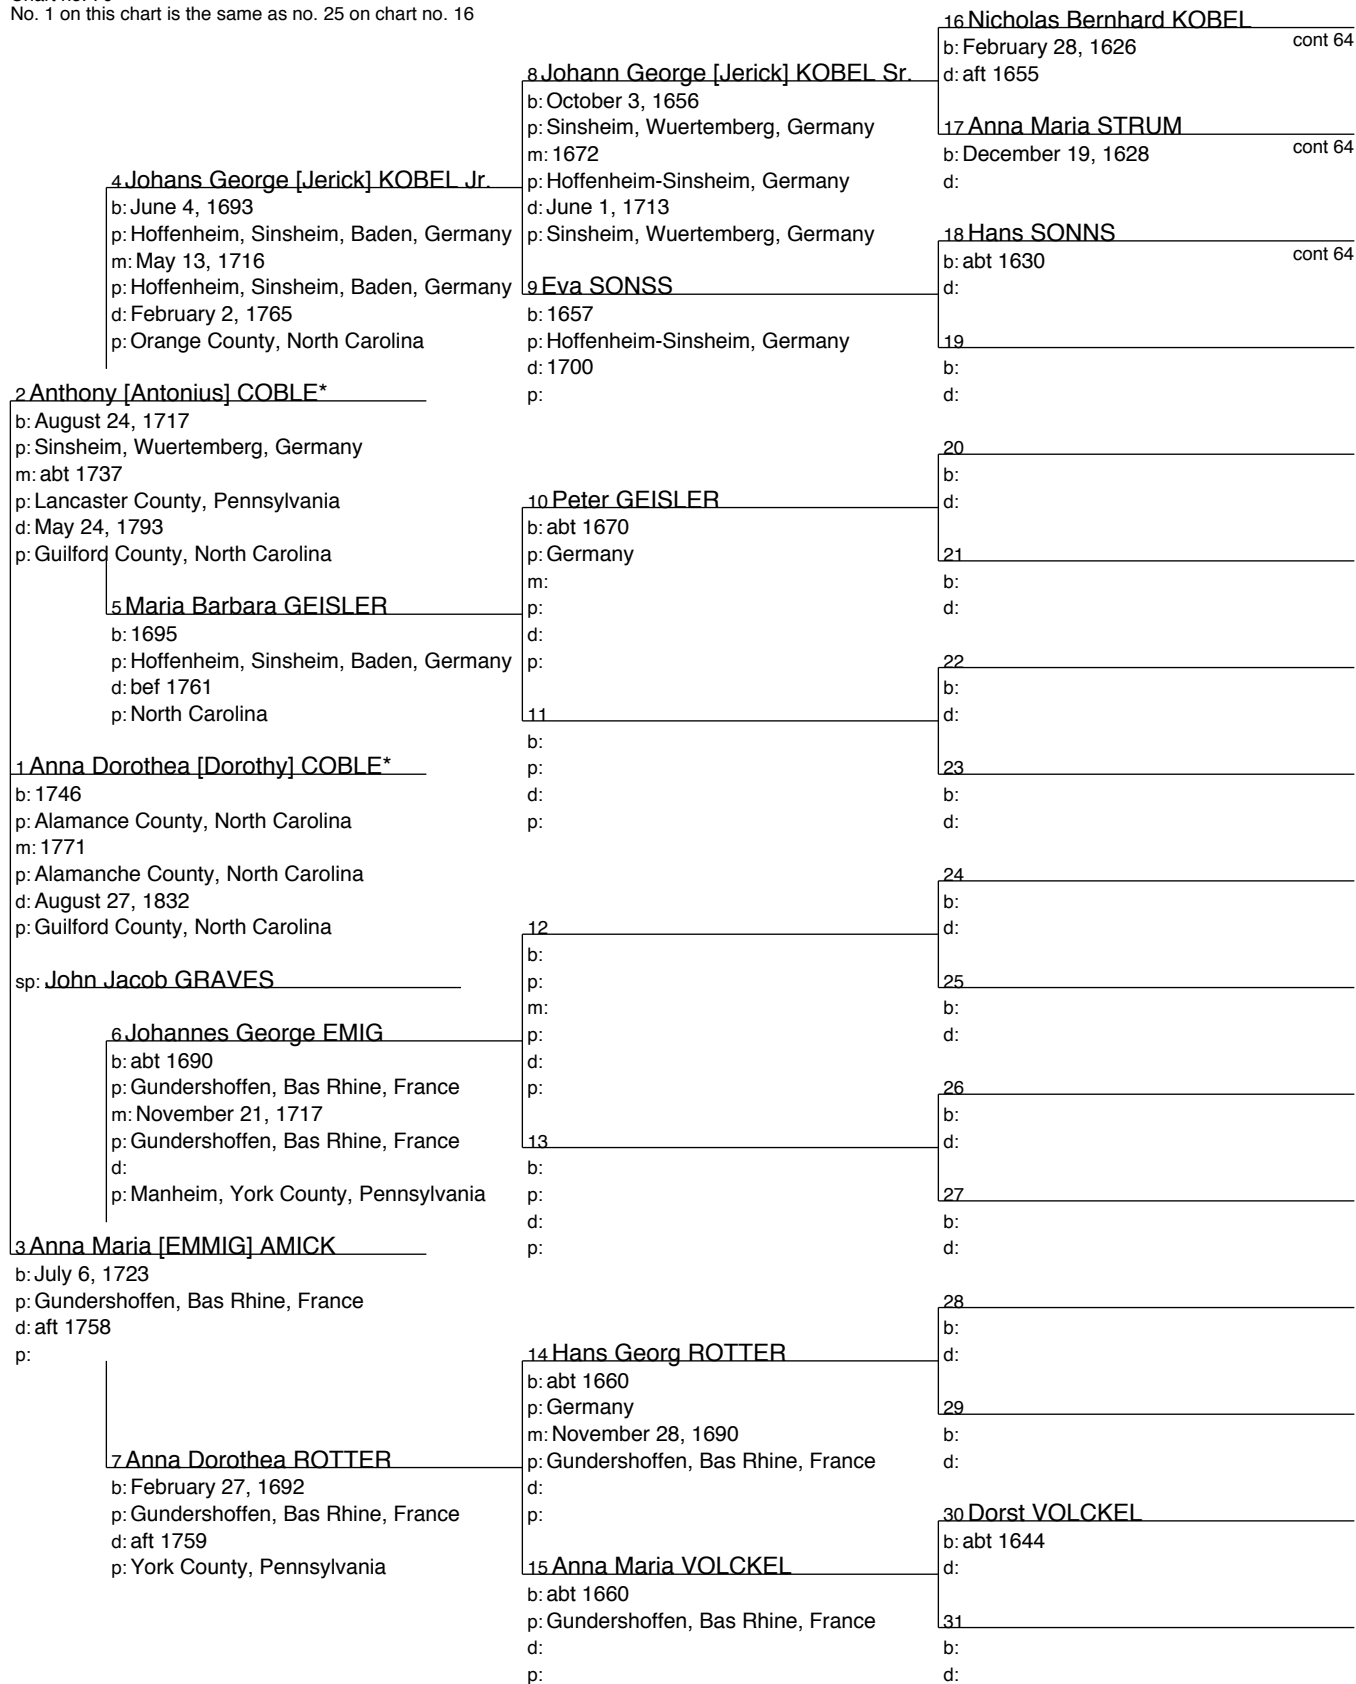 No. 1 on this chart is the same as no. 25 on chart no. 16
16 Nicholas Bernhard KOBEL
cont 64
b: February 28, 1626
d: aft 1655
8 Johann George [Jerick] KOBEL Sr.
b: October 3, 1656
p: Sinsheim, Wuertemberg, Germany
m: 1672
p: Hoffenheim-Sinsheim, Germany
d: June 1, 1713
p: Sinsheim, Wuertemberg, Germany
17 Anna Maria STRUM
cont 64
b: December 19, 1628
d:
4 Johans George [Jerick] KOBEL Jr.
b: June 4, 1693
p: Hoffenheim, Sinsheim, Baden, Germany
m: May 13, 1716
p: Hoffenheim, Sinsheim, Baden, Germany
d: February 2, 1765
p: Orange County, North Carolina
18 Hans SONNS
cont 64
b: abt 1630
d:
9 Eva SONSS
b: 1657
p: Hoffenheim-Sinsheim, Germany
d: 1700
p:
19
b:
d:
2 Anthony [Antonius] COBLE*
b: August 24, 1717
p: Sinsheim, Wuertemberg, Germany
m: abt 1737
p: Lancaster County, Pennsylvania
d: May 24, 1793
p: Guilford County, North Carolina
20
b:
d:
10 Peter GEISLER
b: abt 1670
p: Germany
m:
p:
d:
p:
21
b:
d:
5 Maria Barbara GEISLER
b: 1695
p: Hoffenheim, Sinsheim, Baden, Germany
d: bef 1761
p: North Carolina
22
b:
d:
11
b:
p:
d:
p:
23
b:
d:
1 Anna Dorothea [Dorothy] COBLE*
b: 1746
p: Alamance County, North Carolina
m: 1771
p: Alamanche County, North Carolina
d: August 27, 1832
p: Guilford County, North Carolina
sp: John Jacob GRAVES
24
b:
d:
12
b:
p:
m:
p:
d:
p:
25
b:
d:
6 Johannes George EMIG
b: abt 1690
p: Gundershoffen, Bas Rhine, France
m: November 21, 1717
p: Gundershoffen, Bas Rhine, France
d:
p: Manheim, York County, Pennsylvania
26
b:
d:
13
b:
p:
d:
p:
27
b:
d:
3 Anna Maria [EMMIG] AMICK
b: July 6, 1723
p: Gundershoffen, Bas Rhine, France
d: aft 1758
p:
28
b:
d:
14 Hans Georg ROTTER
b: abt 1660
p: Germany
m: November 28, 1690
p: Gundershoffen, Bas Rhine, France
d:
p:
29
b:
d:
7 Anna Dorothea ROTTER
b: February 27, 1692
p: Gundershoffen, Bas Rhine, France
d: aft 1759
p: York County, Pennsylvania
30 Dorst VOLCKEL
b: abt 1644
d:
15 Anna Maria VOLCKEL
b: abt 1660
p: Gundershoffen, Bas Rhine, France
d:
p:
31
b:
d: